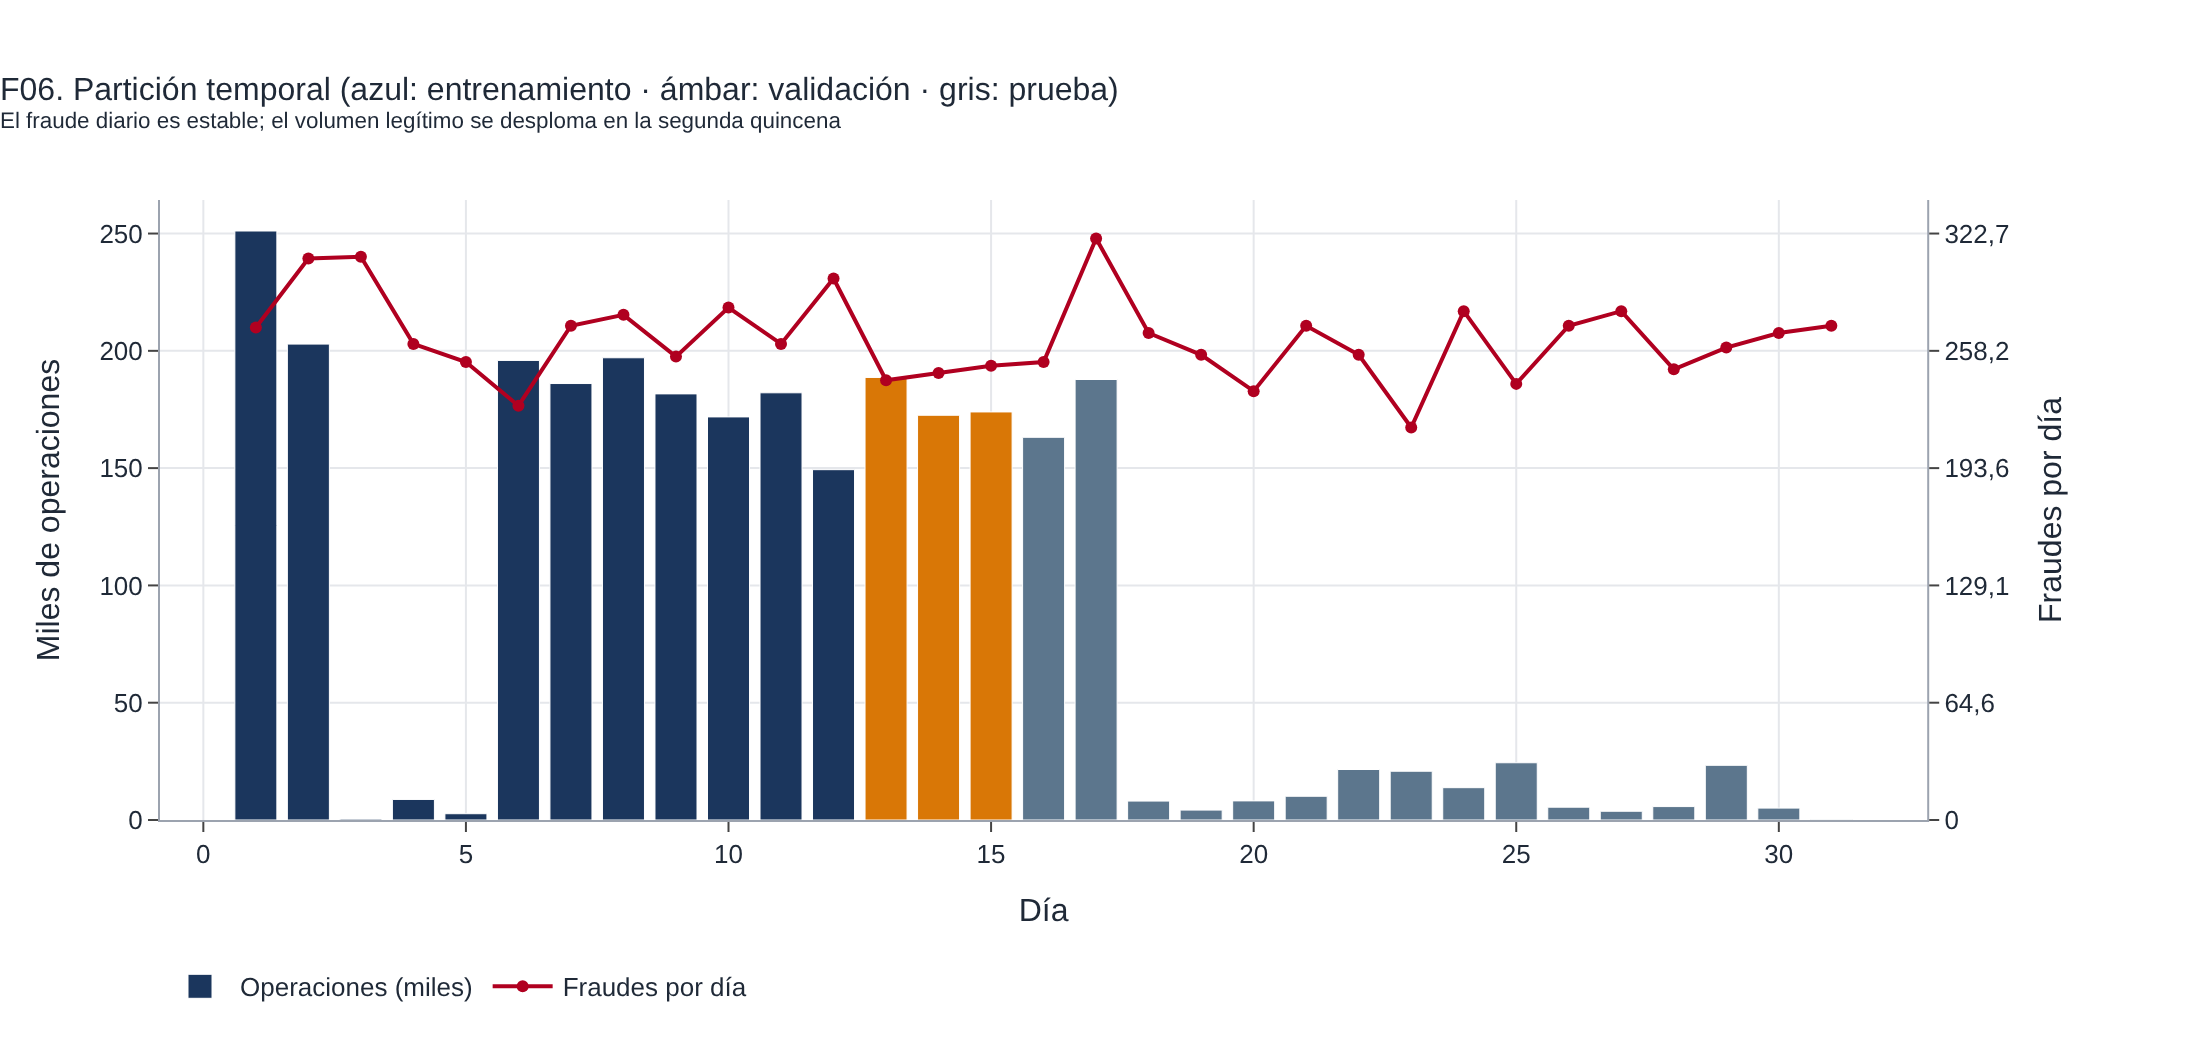 F06. Partición temporal (azul: entrenamiento · ámbar: validación · gris: prueba)
El fraude diario es estable; el volumen legítimo se desploma en la segunda quincena
Miles de operaciones
250
200
150
100
50
0
322,7
258,2
193,6
129,1
64,6
0
Fraudes por día
0 5 10 15 20 25 30
Día
Operaciones (miles) Fraudes por día